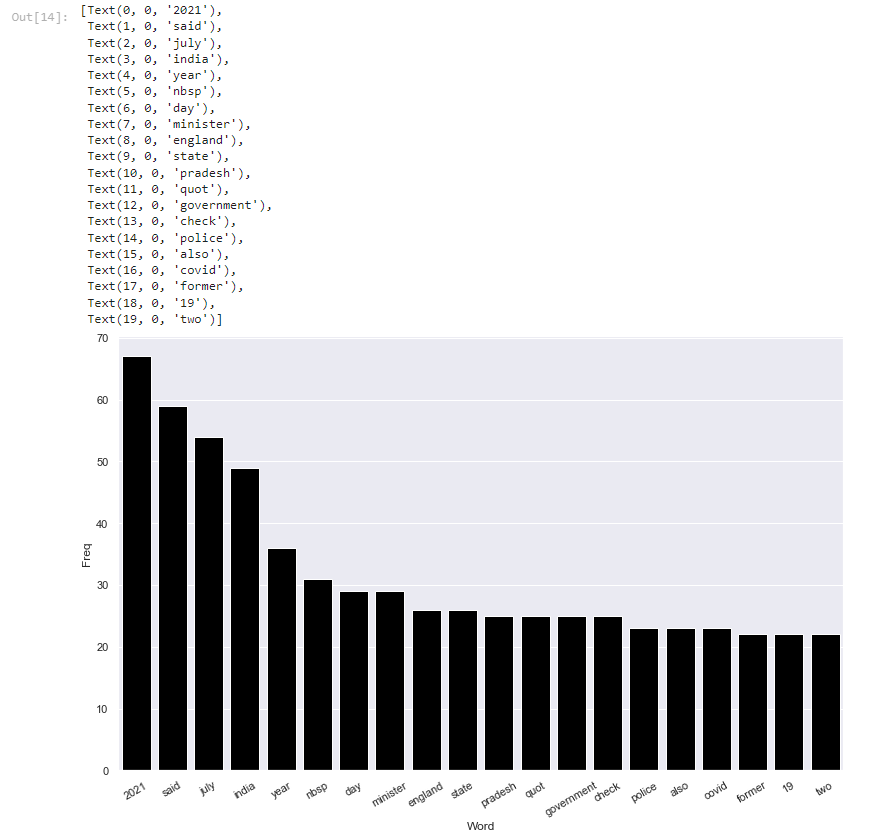 Out[14]: [Text(0, 0, '2021'),
Text(1, 0, 'said'),
Text(2, 0, 'july'),
Text(3, 0, 'india'),
Text(4, 0, 'year'),
Text(5, 0, 'nbsp'),
Text(6, 0, 'day'),
Text(7, 0, 'minister'),
Text(8, 0, 'england'),
Text(9, 0, 'state'),
Text(10, 0, 'pradesh'),
Text(11, 0, 'quot'),
Text(12, 0, 'government'),
Text(13, 0, 'check'),
Text(14, 0, 'police'),
Text(15, 0, 'also'),
Text(16, 0, 'covid'),
Text(17, 0, 'former'),
Text(18, 0, '19'),
Text(19, 0, 'two')]
70
60
50
40
Freq
30
20
10
0
2021 said july india year nbsp day minister england state pradesh quot government check police also covid former 19 two
Word